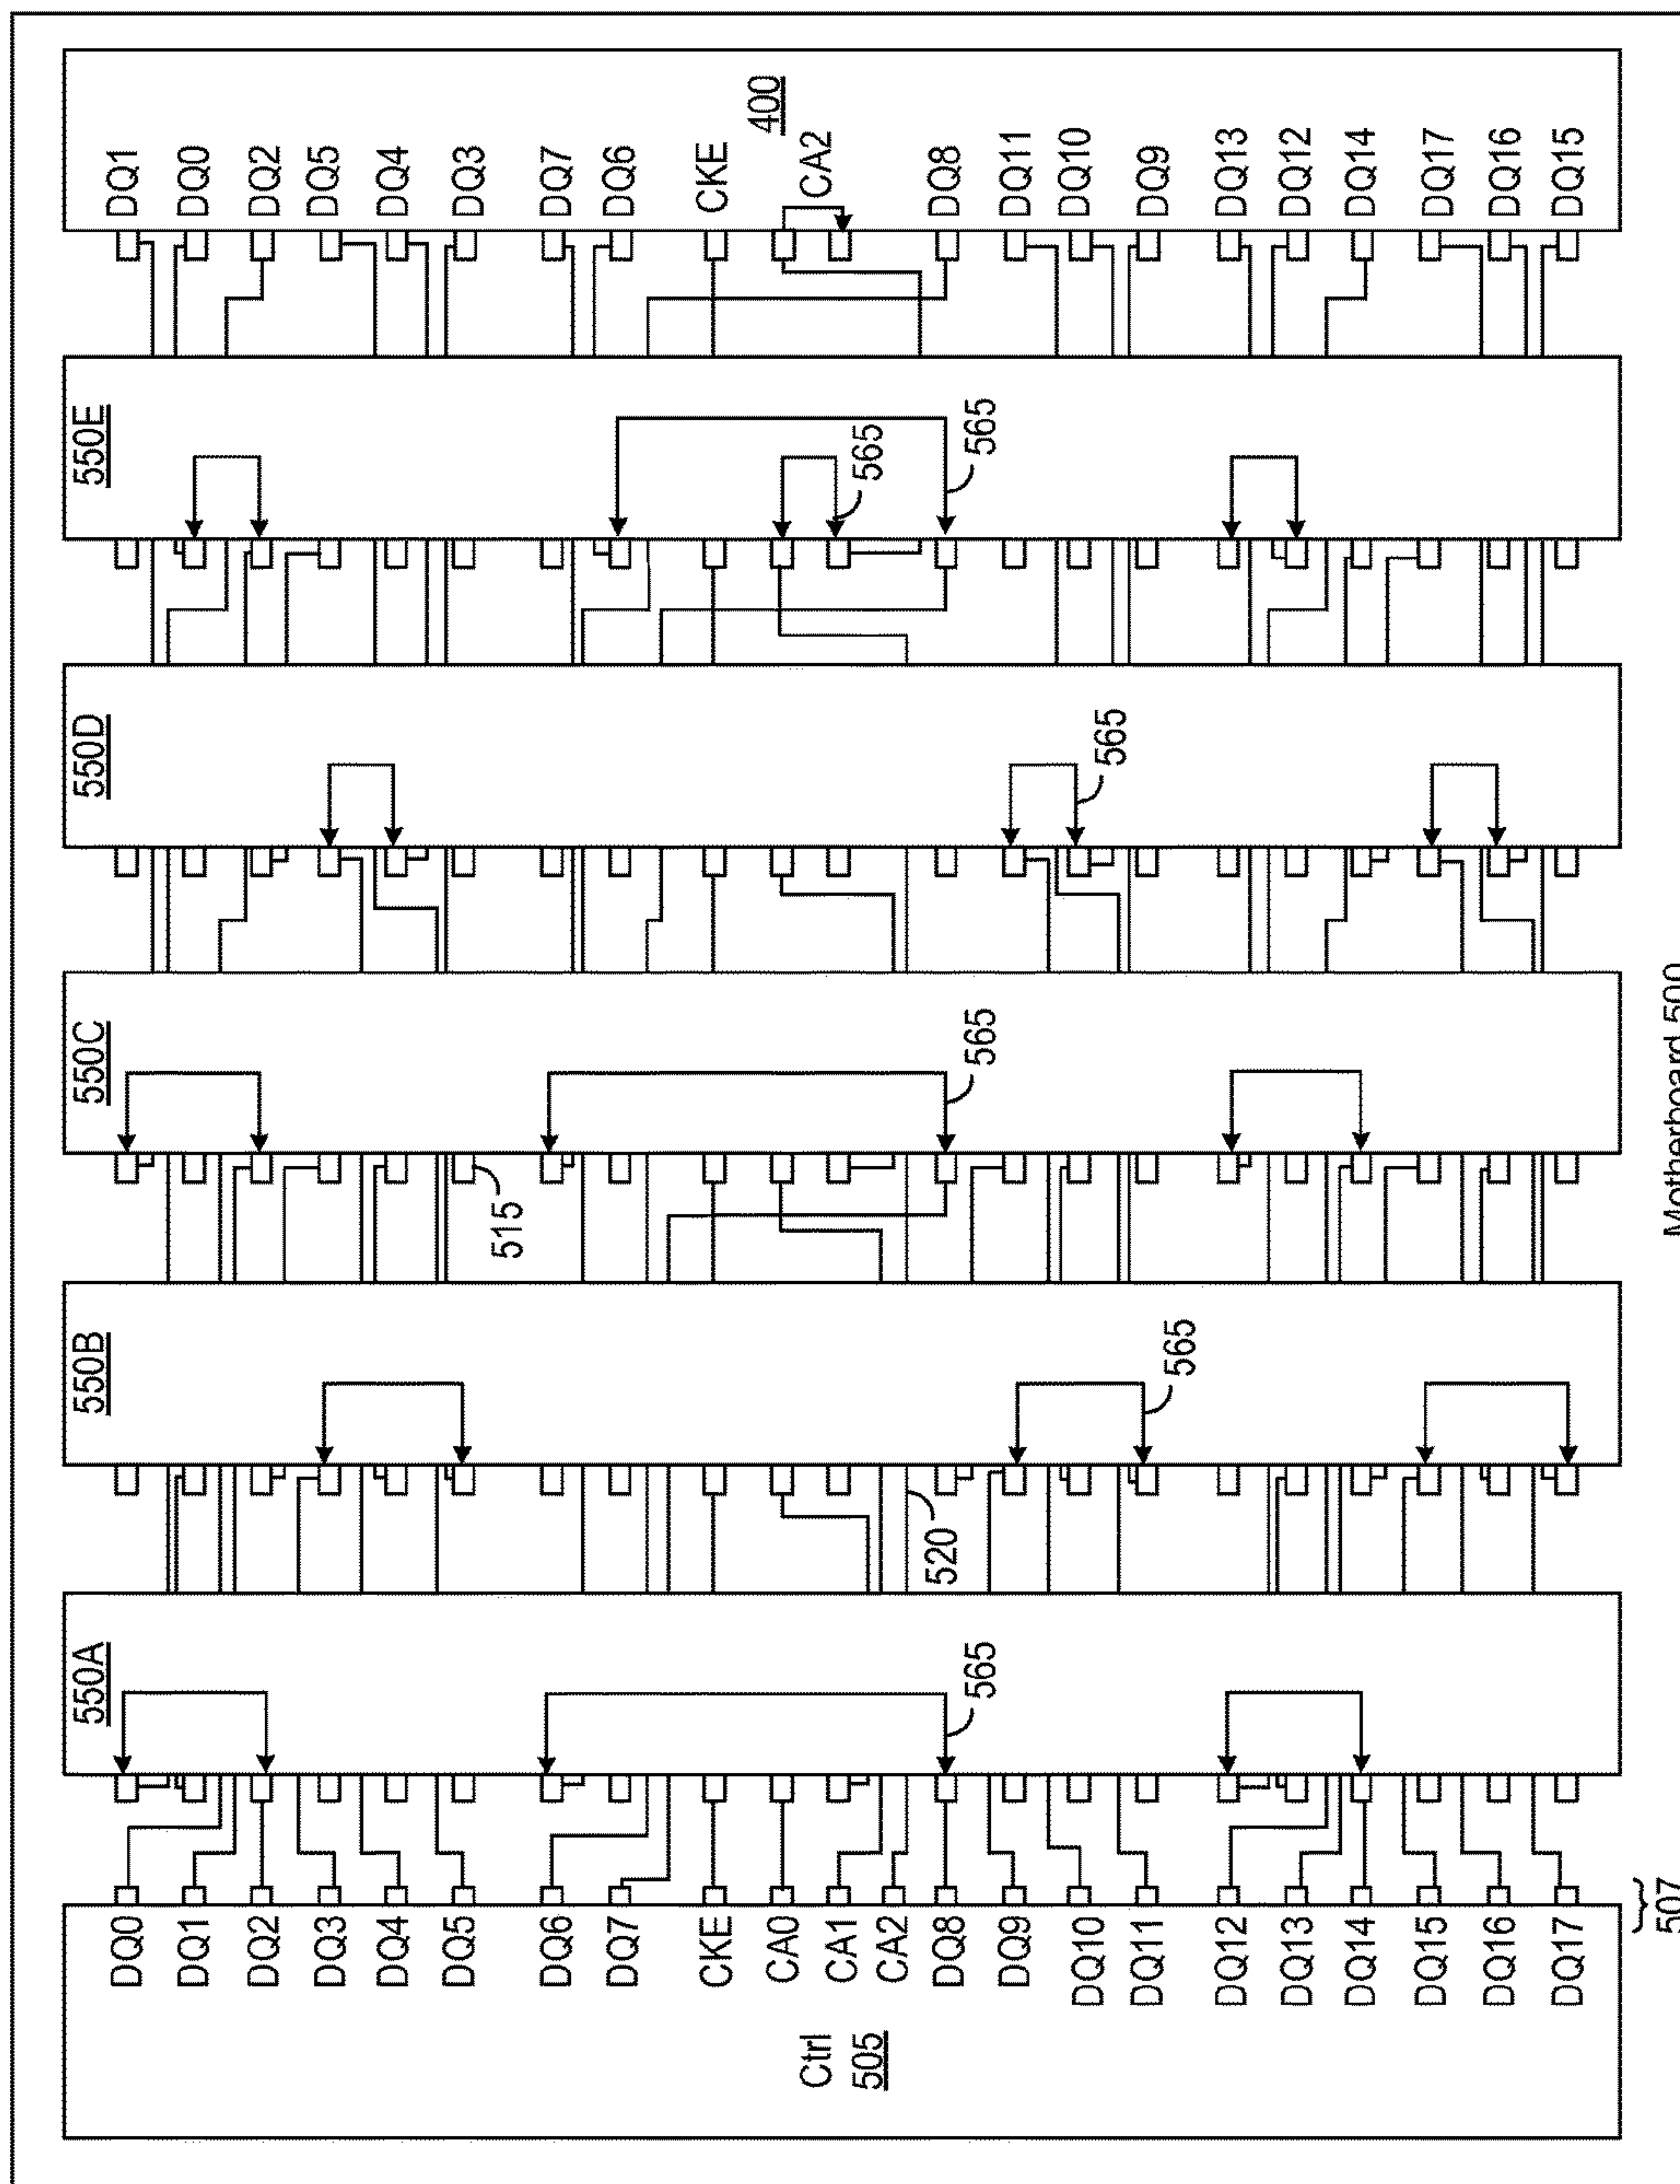 400
DQ1
DQ0
DQ2
DQ5
DQ4
DQ3
DQ7
DQ6
CKE
CA2
DQ8
DQ11
DQ10
DQ9
DQ13
DQ12
DQ14
DQ17
DQ16
DQ15
550E
565
565
550D
565
550C
565
515
550B
565
520
550A
565
DQ0
DQ1
DQ2
DQ3
DQ4
DQ5
DQ6
DQ7
CKE
CA0
CA1
CA2
DQ8
DQ9
DQ10
DQ11
DQ12
DQ13
DQ14
DQ15
DQ16
DQ17
507
Ctrl
505
Motherboard 500